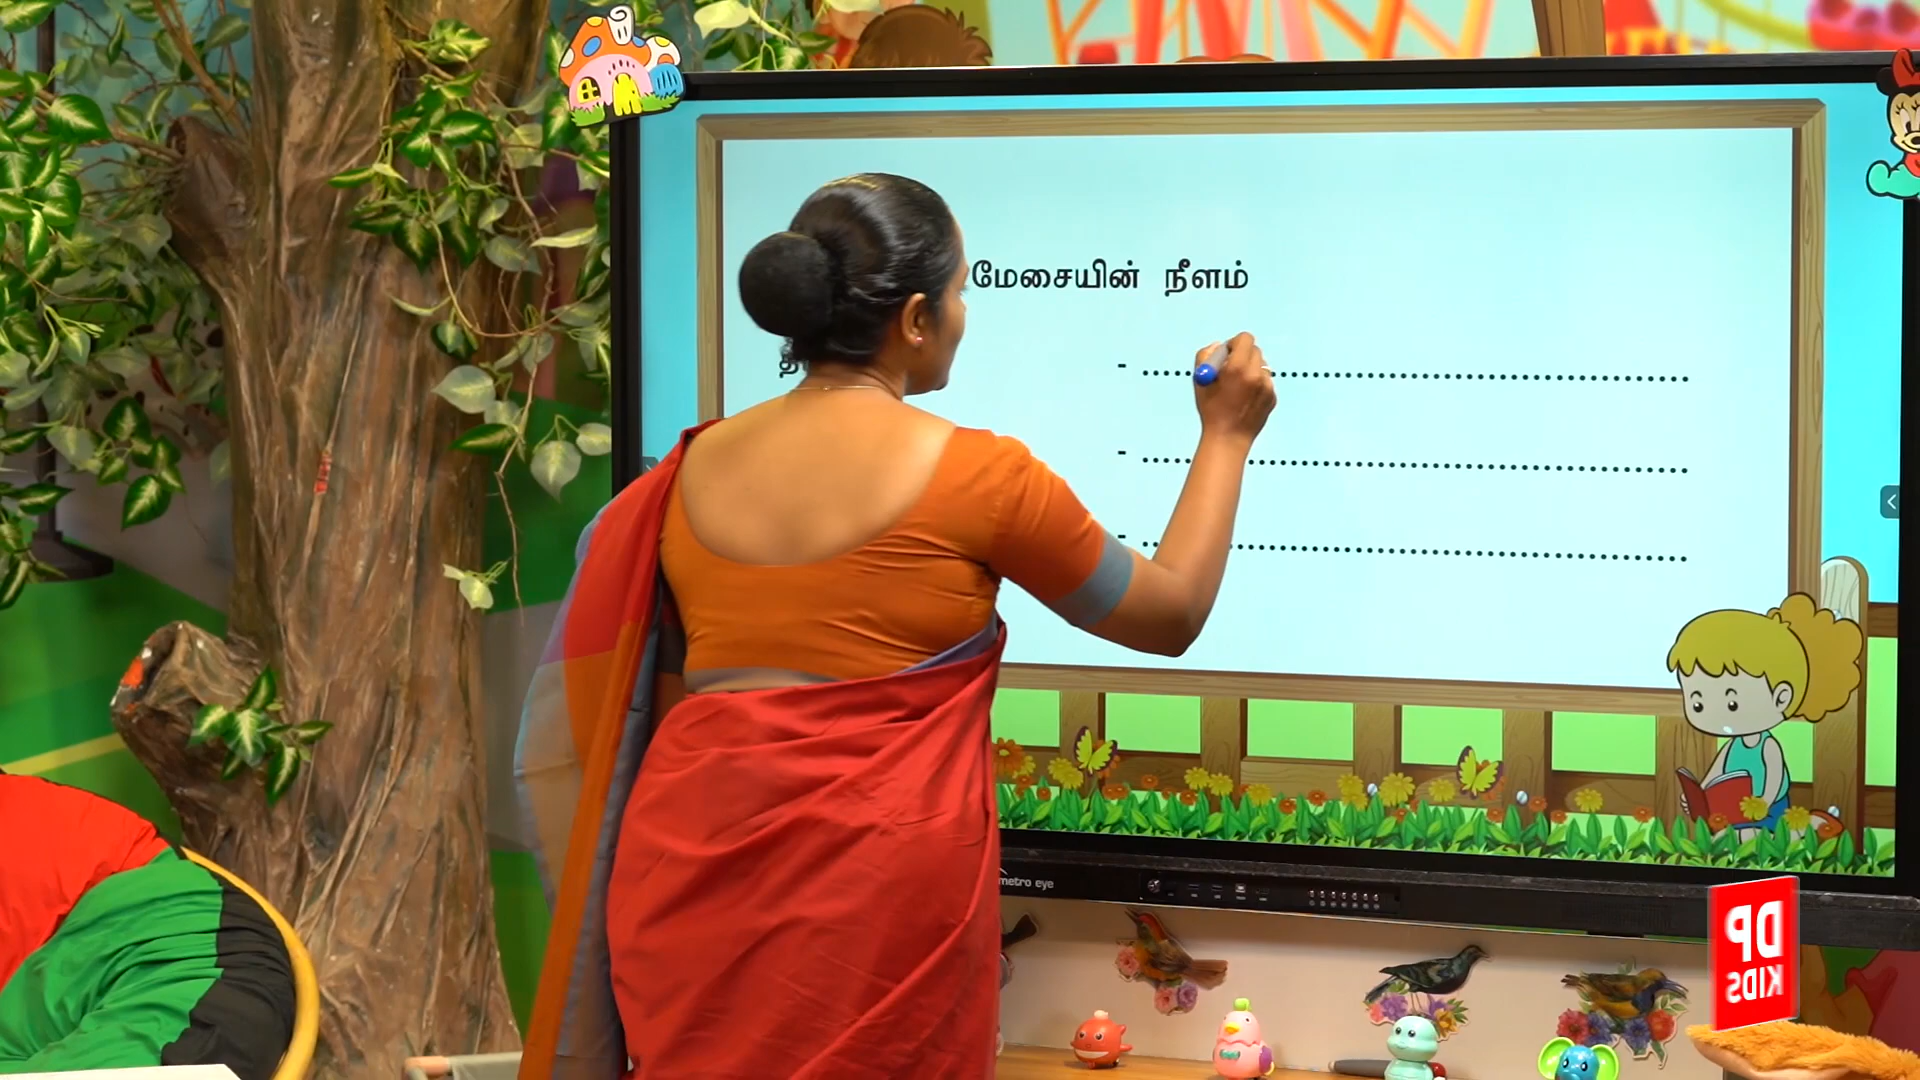 மேசையின் நீளம்
- ..........
- ..........
- ..........
metro eye
DP
KIDS